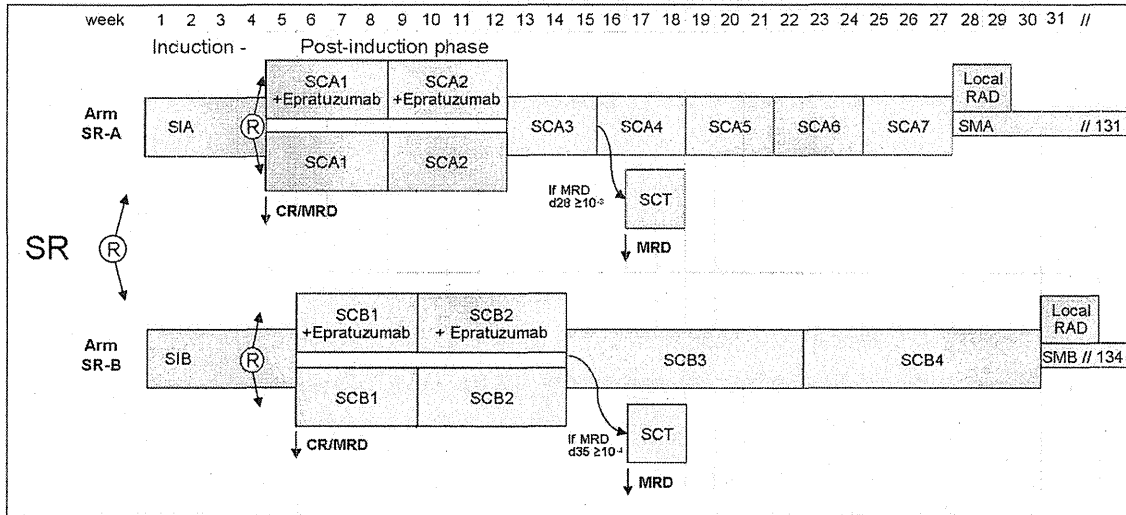 week 1 2 3 4 5 6 7 8 9 10 11 12 13 14 15 16 17 18 19 20 21 22 23 24 25 26 27 28 29 30 31 //
Induction - Post-induction phase
SCA1
+Epratuzumab
SCA2
+Epratuzumab
Local
RAD
Arm
SR-A
SIA
R
SCA3
SCA4
SCA5
SCA6
SCA7
SMA // 131
SCA1
SCA2
If MRD
d28 ≥10⁻³
SCT
CR/MRD
MRD
SR
R
SCB1
+Epratuzumab
SCB2
+ Epratuzumab
Local
RAD
Arm
SR-B
SIB
R
SCB3
SCB4
SMB // 134
SCB1
SCB2
If MRD
d35 ≥10⁻⁴
SCT
CR/MRD
MRD